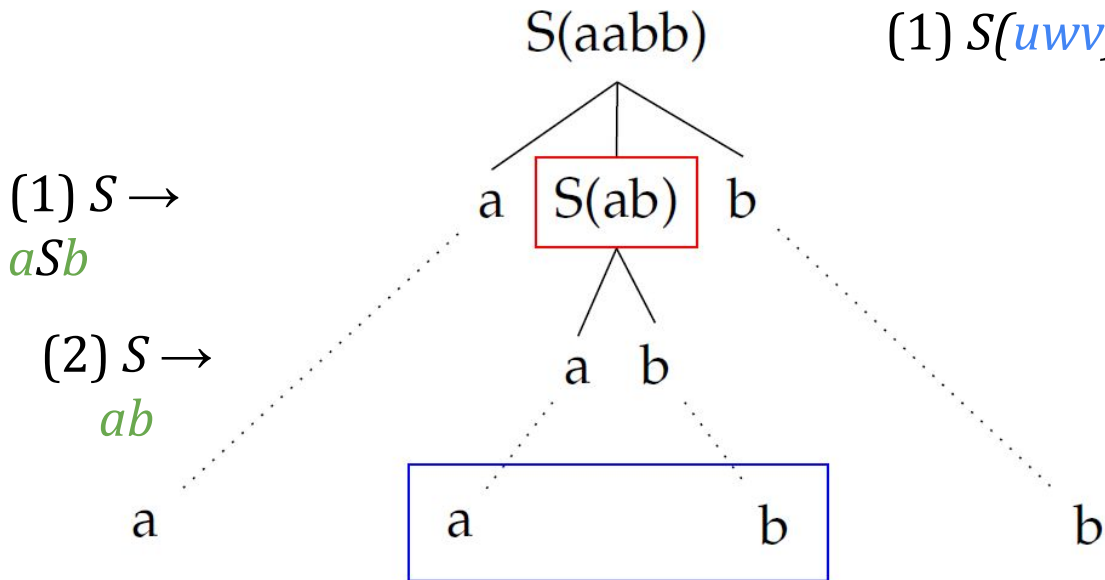 S(aabb)
(1) S(uwv)
(1) S →
aSb
a S(ab) b
(2) S →
ab
a b
a a b b